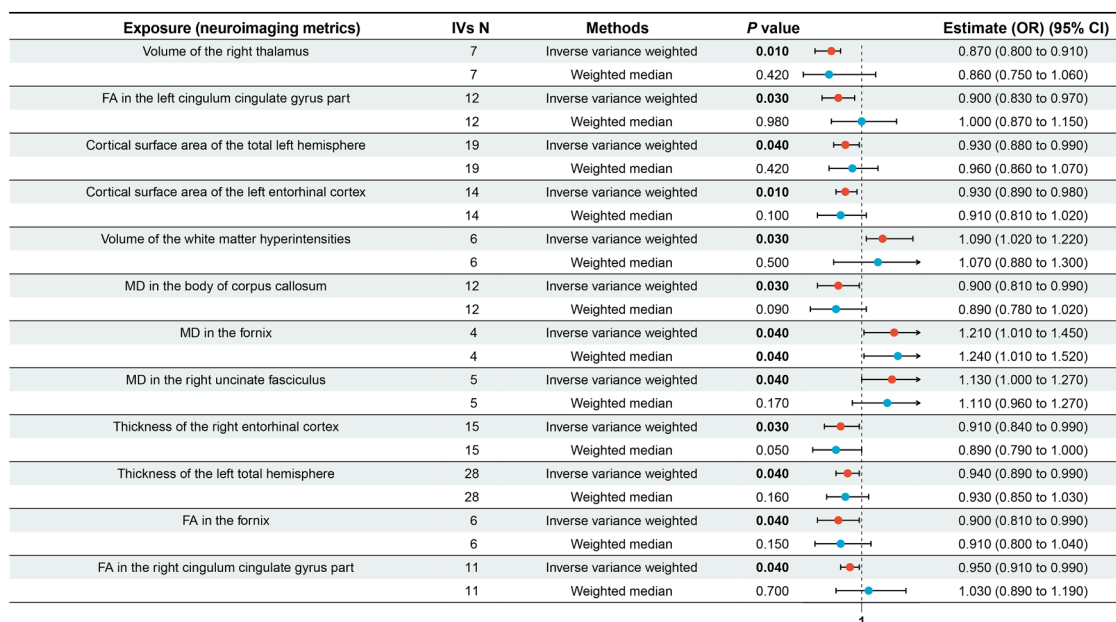 Exposure (neuroimaging metrics) IVs N Methods P value Estimate (OR) (95% CI)
Volume of the right thalamus 7 Inverse variance weighted 0.010 0.870 (0.800 to 0.910)
7 Weighted median 0.420 0.860 (0.750 to 1.060)
FA in the left cingulum cingulate gyrus part 12 Inverse variance weighted 0.030 0.900 (0.830 to 0.970)
12 Weighted median 0.980 1.000 (0.870 to 1.150)
Cortical surface area of the total left hemisphere 19 Inverse variance weighted 0.040 0.930 (0.880 to 0.990)
19 Weighted median 0.420 0.960 (0.860 to 1.070)
Cortical surface area of the left entorhinal cortex 14 Inverse variance weighted 0.010 0.930 (0.890 to 0.980)
14 Weighted median 0.100 0.910 (0.810 to 1.020)
Volume of the white matter hyperintensities 6 Inverse variance weighted 0.030 1.090 (1.020 to 1.220)
6 Weighted median 0.500 1.070 (0.880 to 1.300)
MD in the body of corpus callosum 12 Inverse variance weighted 0.030 0.900 (0.810 to 0.990)
12 Weighted median 0.090 0.890 (0.780 to 1.020)
MD in the fornix 4 Inverse variance weighted 0.040 1.210 (1.010 to 1.450)
4 Weighted median 0.040 1.240 (1.010 to 1.520)
MD in the right uncinate fasciculus 5 Inverse variance weighted 0.040 1.130 (1.000 to 1.270)
5 Weighted median 0.170 1.110 (0.960 to 1.270)
Thickness of the right entorhinal cortex 15 Inverse variance weighted 0.030 0.910 (0.840 to 0.990)
15 Weighted median 0.050 0.890 (0.790 to 1.000)
Thickness of the left total hemisphere 28 Inverse variance weighted 0.040 0.940 (0.890 to 0.990)
28 Weighted median 0.160 0.930 (0.850 to 1.030)
FA in the fornix 6 Inverse variance weighted 0.040 0.900 (0.810 to 0.990)
6 Weighted median 0.150 0.910 (0.800 to 1.040)
FA in the right cingulum cingulate gyrus part 11 Inverse variance weighted 0.040 0.950 (0.910 to 0.990)
11 Weighted median 0.700 1.030 (0.890 to 1.190)
1